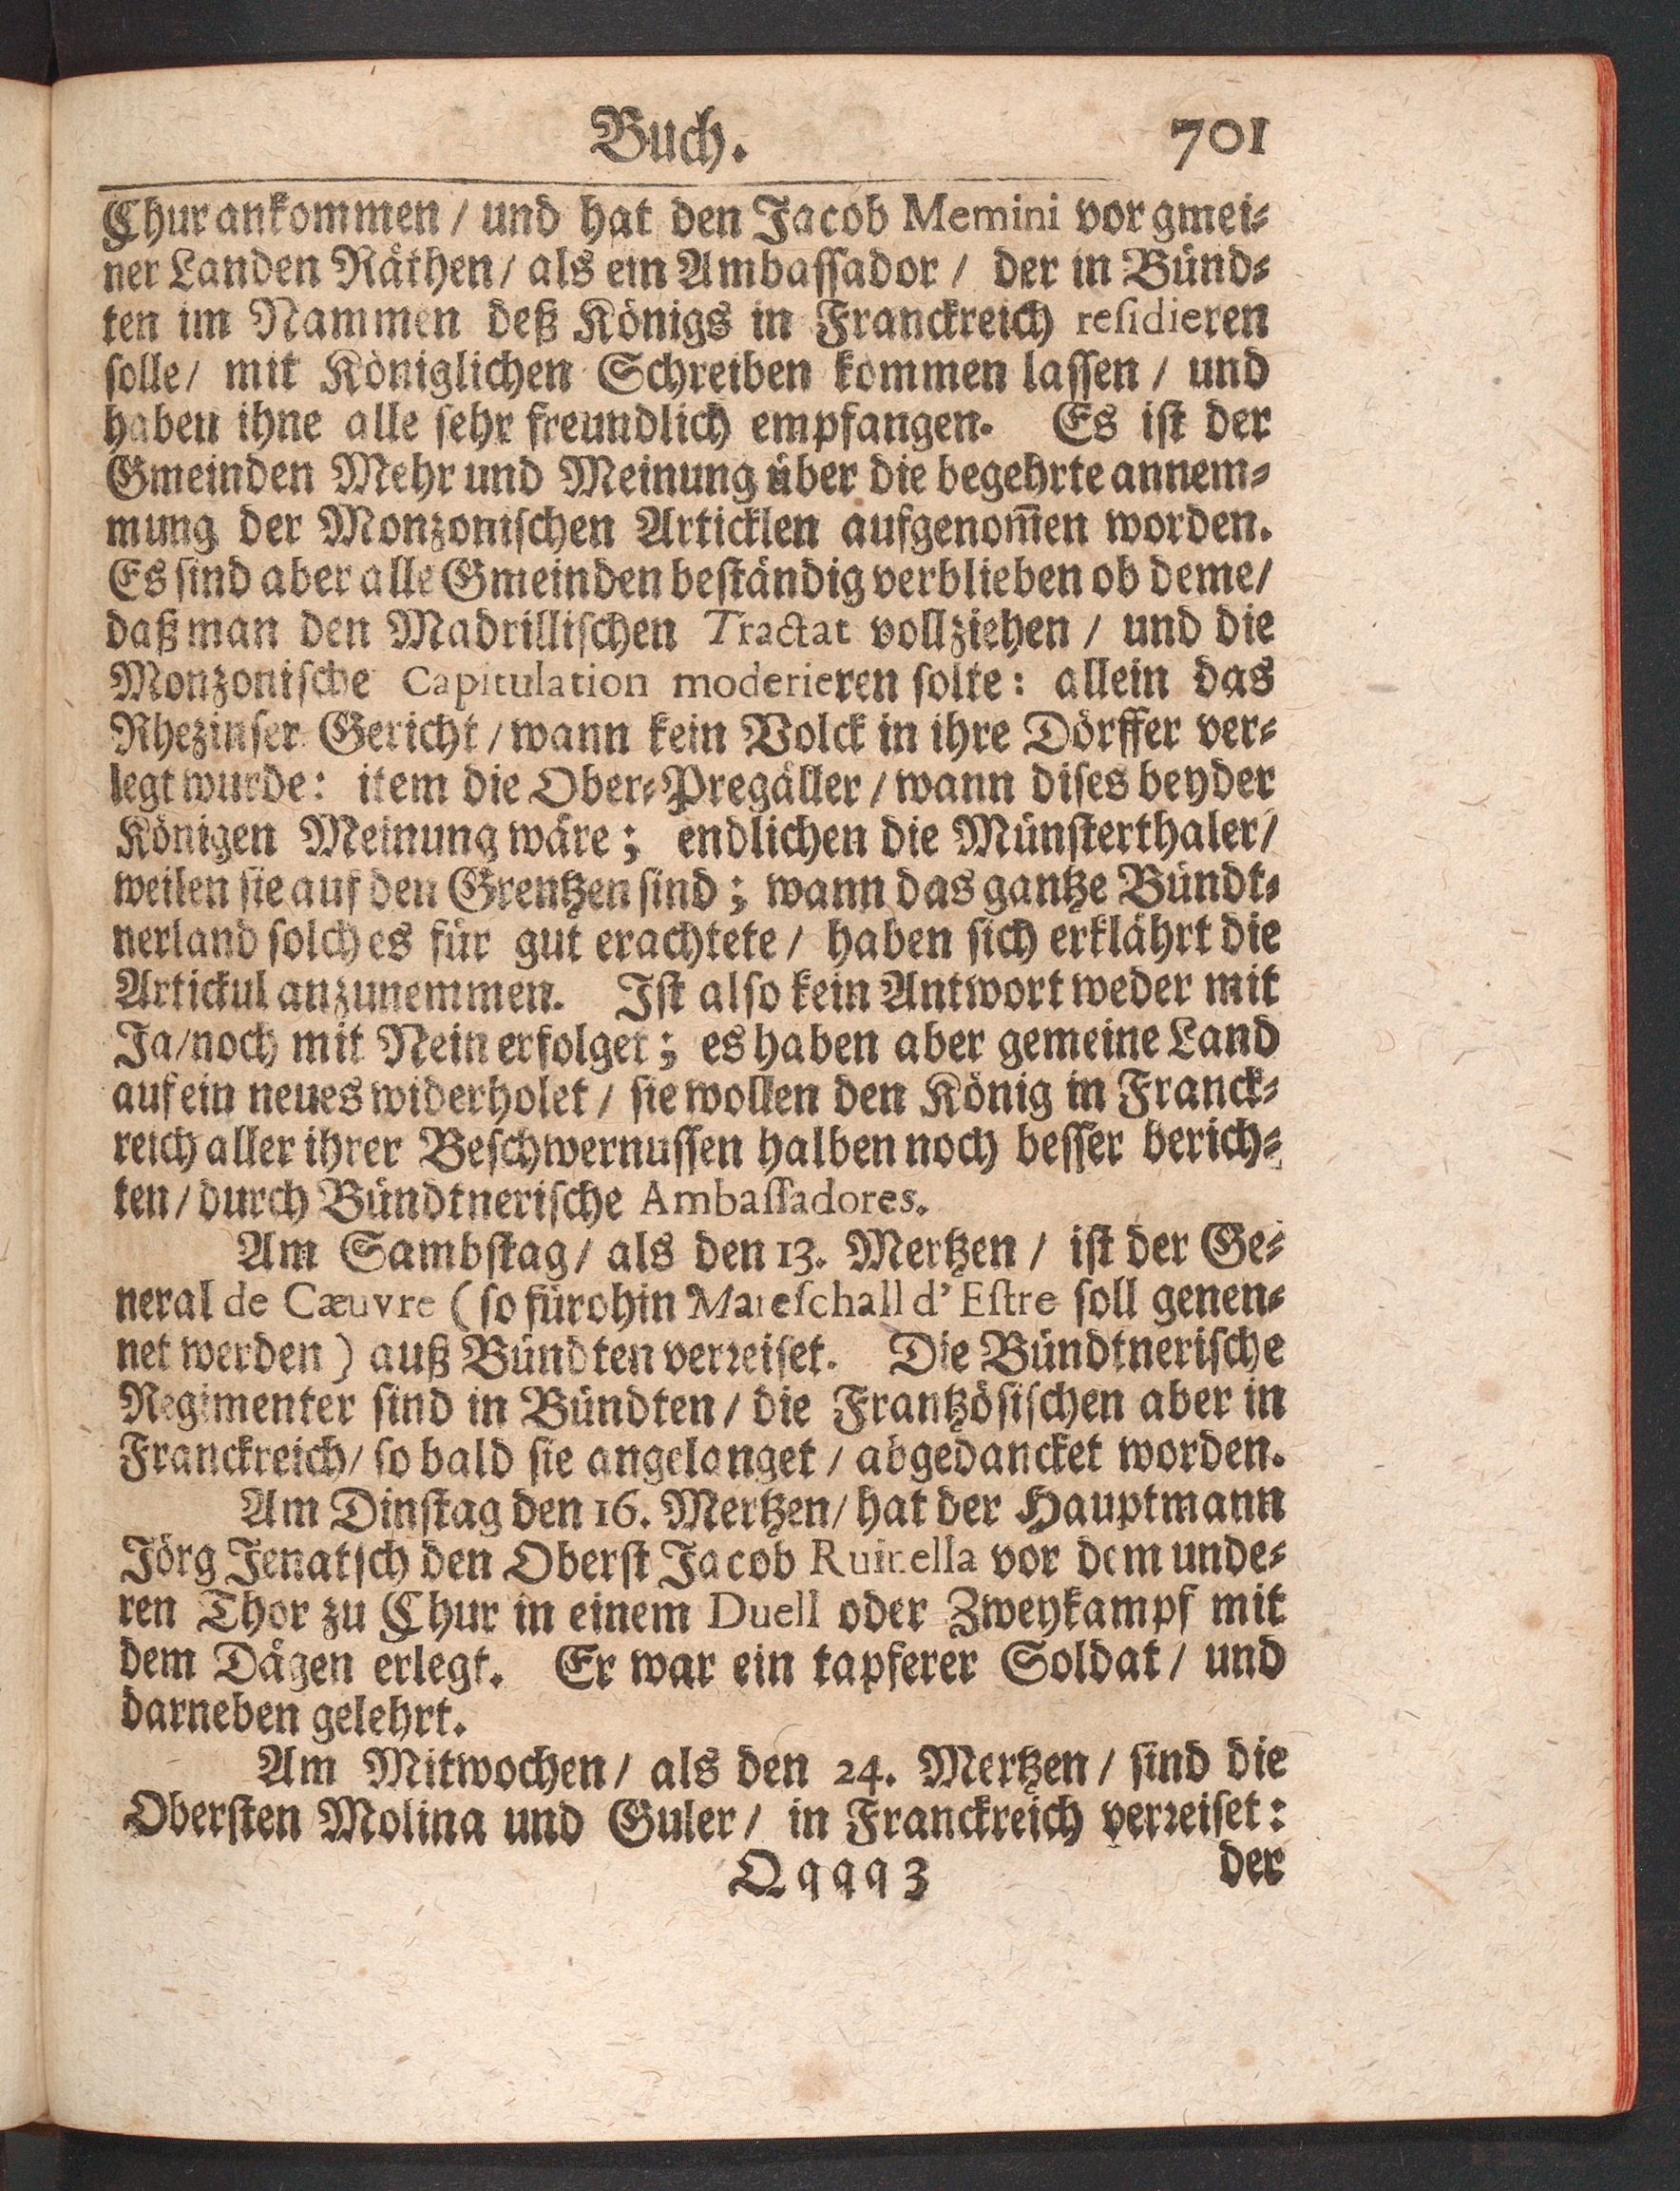 Buch. 701
Chur ankommen / und hat den Jacob Memini vor gmei⸗
ner Landen Räthen / als ein Ambassador / der in Bünd⸗
ten im Nammen deß Königs in Franckreich residieren
solle / mit Königlichen Schreiben kommen lassen / und
haben ihne alle sehr freundlich empfangen. Es ist der
Gmeinden Mehr und Meinung über die begehrte annem⸗
mung der Monzonischen Articklen aufgenom̃en worden.
Es sind aber alle Gmeinden beständig verblieben ob deme /
daß man den Madrillischen Tractat vollziehen / und die
Monzonische Capitulation moderieren solte: allein das
Rhezinser Gericht / wann kein Volck in ihre Dörffer ver⸗
legt wurde: item die Ober⸗Pregäller / wann dises beyder
Königen Meinung wäre; endlichen die Münsterthaler /
weilen sie auf den Grentzen sind; wann das gantze Bündt⸗
nerland solches für gut erachtete / haben sich erklährt die
Artickul anzunemmen. Ist also kein Antwort weder mit
Ja / noch mit Nein erfolget; es haben aber gemeine Land
auf ein neues widerholet / sie wollen den König in Franck⸗
reich aller ihrer Beschwernussen halben noch besser berich⸗
ten / durch Bündtnerische Ambassadores.
Am Sambstag / als den 13. Mertzen / ist der Ge⸗
neral de Cæuvre (so fürohin Mareschall d' Estre soll genen⸗
net werden) auß Bündten verreiset. Die Bündtnerische
Regimenter sind in Bündten / die Frantzösischen aber in
Franckreich / so bald sie angelanget / abgedancket worden.
Am Dinstag den 16. Mertzen / hat der Hauptmann
Jörg Jenatsch den Oberst Jacob Ruinella vor dem unde⸗
ren Thor zu Chur in einem Duell oder Zweykampf mit
dem Dägen erlegt. Er war ein tapferer Soldat / und
darneben gelehrt.
Am Mitwochen / als den 24. Mertzen / sind die
Obersten Molina und Guler / in Franckreich verreiset:
Qqqq 3 der